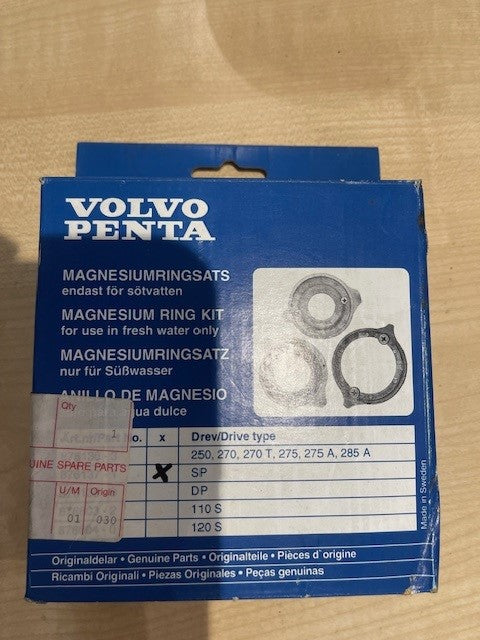 VOLVO
PENTA
MAGNESIUMRINGSATS
endast för sötvatten
MAGNESIUM RING KIT
for use in fresh water only
MAGNESIUMRINGSATZ
nur für Süßwasser
ANILLO DE MAGNESIO
agua dulce
Qty
1
No. x Drev/Drive type
250, 270, 270 T, 275, 275 A, 285 A
UINE SPARE PARTS
x SP
U/M Origin
DP
01 030
110 S
120 S
Made in Sweden
Originaldelar • Genuine Parts • Originalteile • Pièces d`origine
Ricambi Originali • Piezas Originales • Peças genuinas